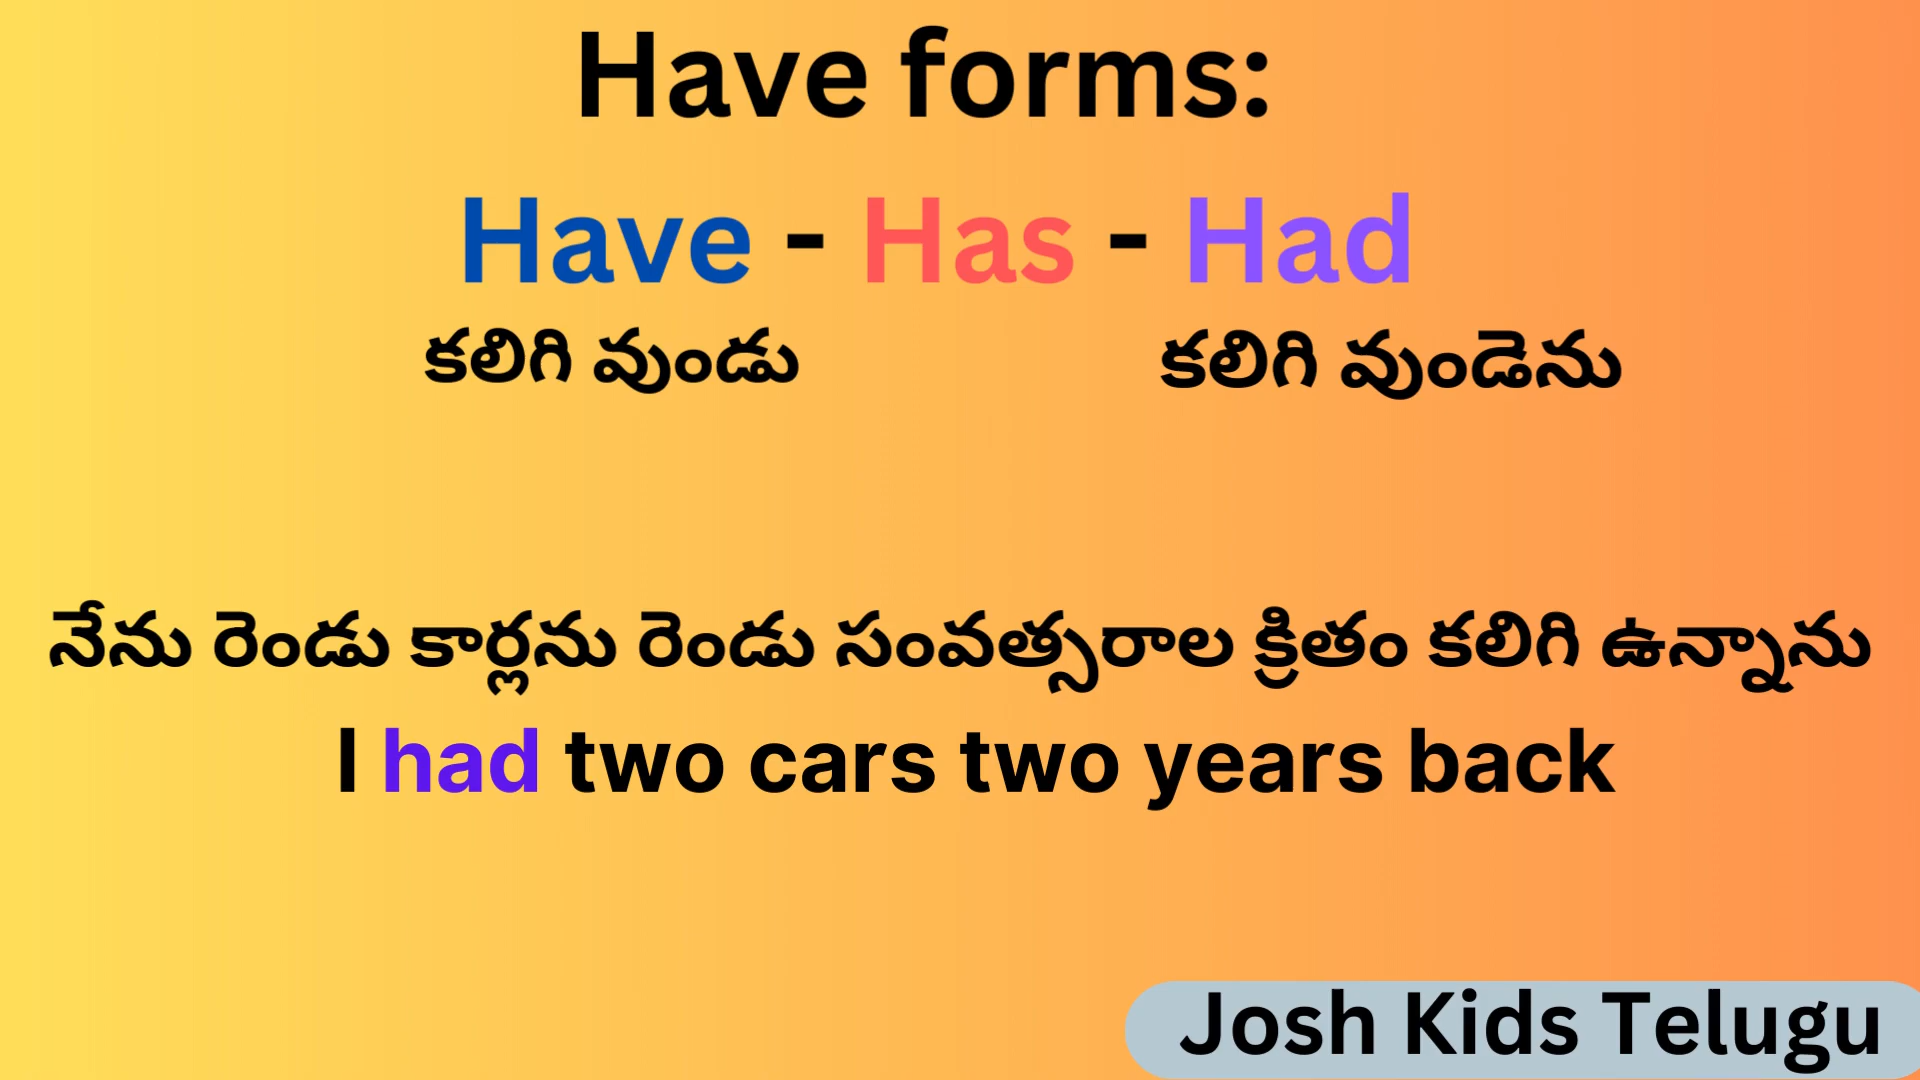 Have forms:
Have - Has - Had
కలిగి వుండు కలిగి వుండెను
నేను రెండు కార్లను రెండు సంవత్సరాల క్రితం కలిగి ఉన్నాను
I had two cars two years back
Josh Kids Telugu